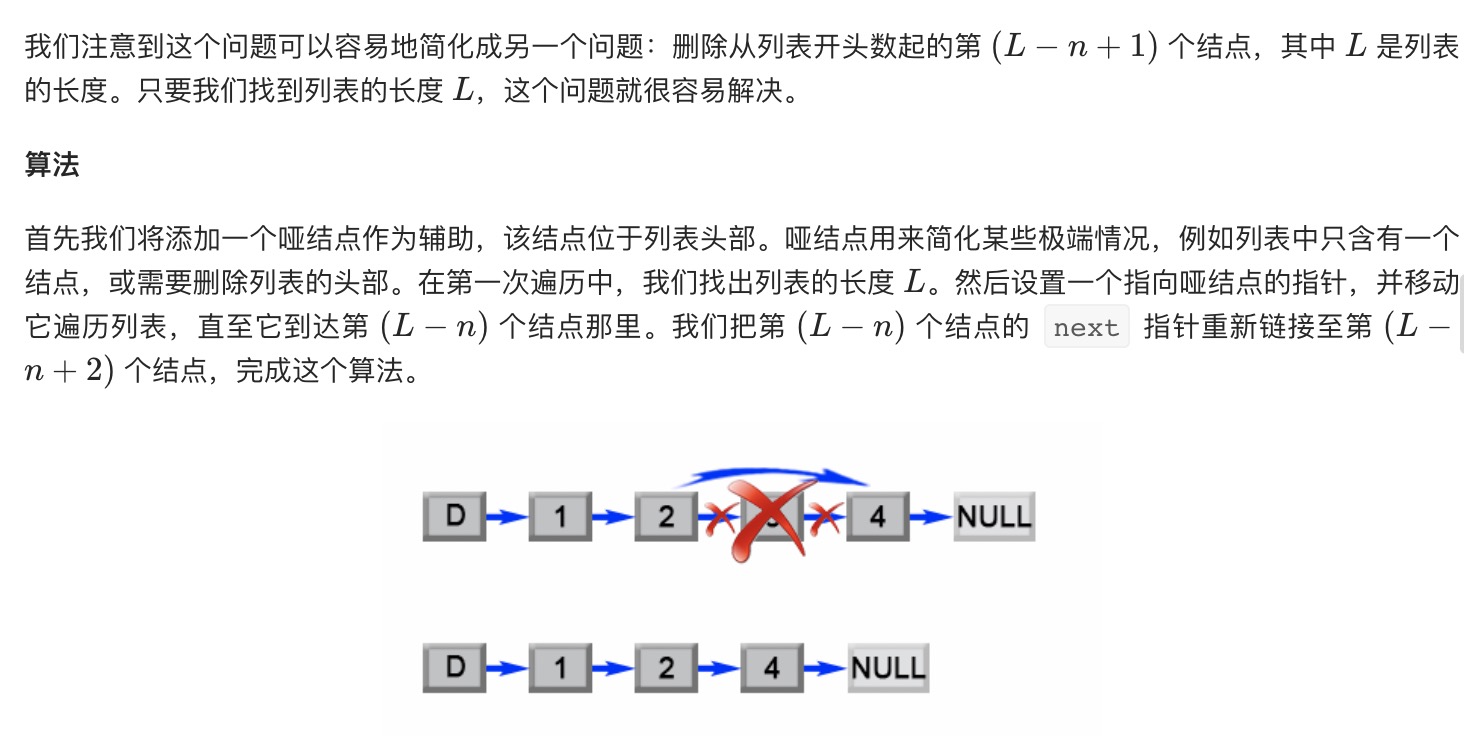 我们注意到这个问题可以容易地简化成另一个问题：删除从列表开头数起的第 (L − n + 1) 个结点，其中 L 是列表
的长度。只要我们找到列表的长度 L，这个问题就很容易解决。
算法
首先我们将添加一个哑结点作为辅助，该结点位于列表头部。哑结点用来简化某些极端情况，例如列表中只含有一个
结点，或需要删除列表的头部。在第一次遍历中，我们找出列表的长度 L。然后设置一个指向哑结点的指针，并移动
它遍历列表，直至它到达第 (L − n) 个结点那里。我们把第 (L − n) 个结点的 next 指针重新链接至第 (L −
n + 2) 个结点，完成这个算法。
D 1 2 4 NULL
D 1 2 4 NULL